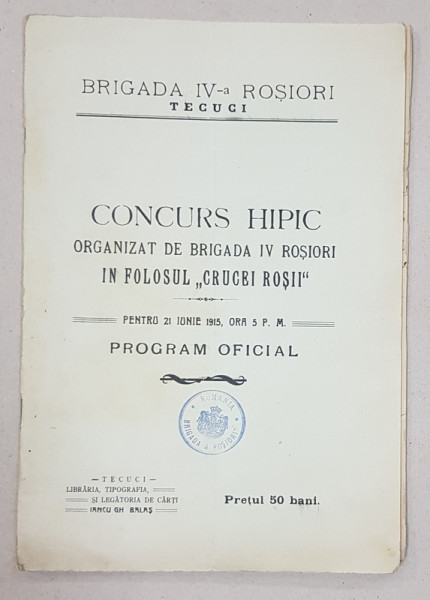 BRIGADA IV-a ROȘIORI
TECUCI
CONCURS HIPIC
ORGANIZAT DE BRIGADA IV ROȘIORI
IN FOLOSUL „CRUCEI ROȘII“
PENTRU 21 IUNIE 1915, ORA 5 P. M.
PROGRAM OFICIAL
ROMANIA
BRIGADA 4 ROȘIORI
— TECUCI —
LIBRĂRIA, TIPOGRAFIA,
ȘI LEGĂTORIA DE CĂRȚI
IANCU GH BALAȘ
Prețul 50 bani.